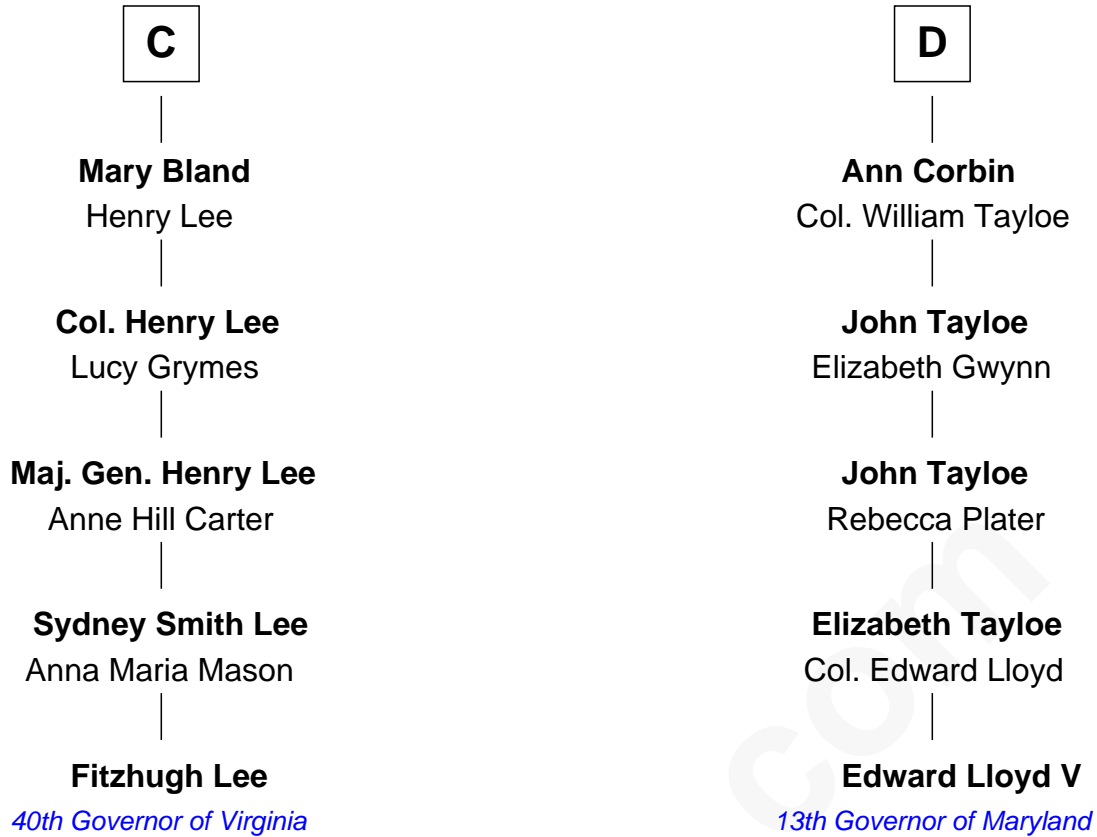 C
Mary Bland
Henry Lee
Col. Henry Lee
Lucy Grymes
Maj. Gen. Henry Lee
Anne Hill Carter
Sydney Smith Lee
Anna Maria Mason
Fitzhugh Lee
40th Governor of Virginia
D
Ann Corbin
Col. William Tayloe
John Tayloe
Elizabeth Gwynn
John Tayloe
Rebecca Plater
Elizabeth Tayloe
Col. Edward Lloyd
Edward Lloyd V
13th Governor of Maryland
com